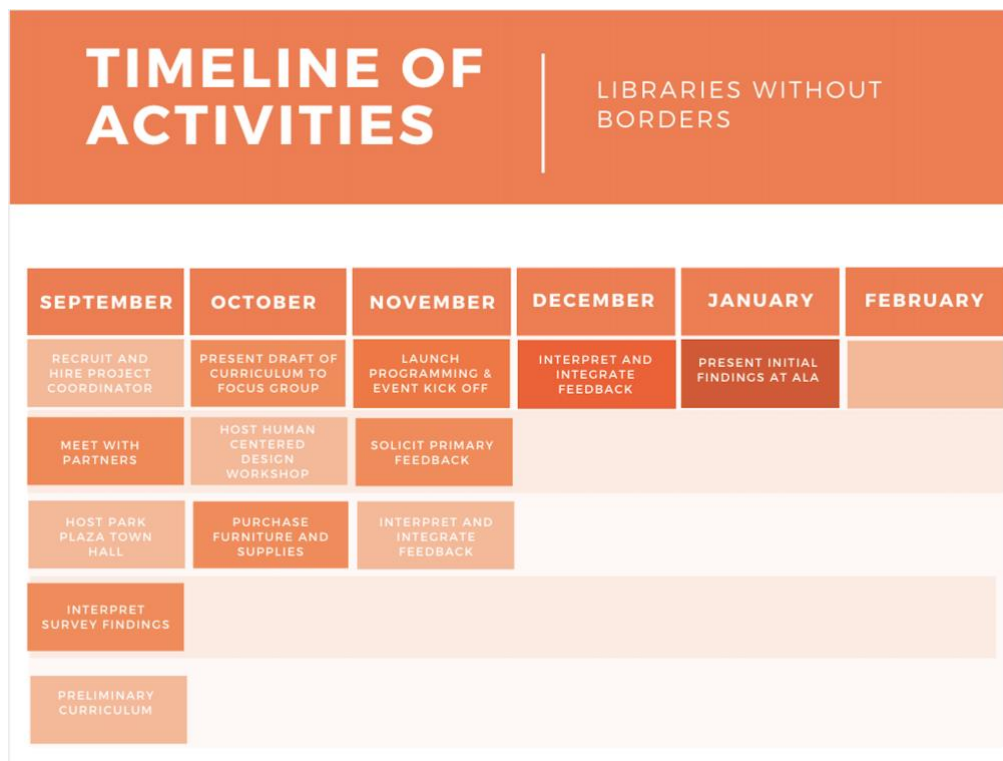 TIMELINE OF
ACTIVITIES
LIBRARIES WITHOUT
BORDERS
SEPTEMBER
OCTOBER
NOVEMBER
DECEMBER
JANUARY
FEBRUARY
RECRUIT AND
HIRE PROJECT
COORDINATOR
PRESENT DRAFT OF
CURRICULUM TO
FOCUS GROUP
LAUNCH
PROGRAMMING &
EVENT KICK OFF
INTERPRET AND
INTEGRATE
FEEDBACK
PRESENT INITIAL
FINDINGS AT ALA
MEET WITH
PARTNERS
HOST HUMAN
CENTERED
DESIGN
WORKSHOP
SOLICIT PRIMARY
FEEDBACK
HOST PARK
PLAZA TOWN
HALL
PURCHASE
FURNITURE AND
SUPPLIES
INTERPRET AND
INTEGRATE
FEEDBACK
INTERPRET
SURVEY FINDINGS
PRELIMINARY
CURRICULUM